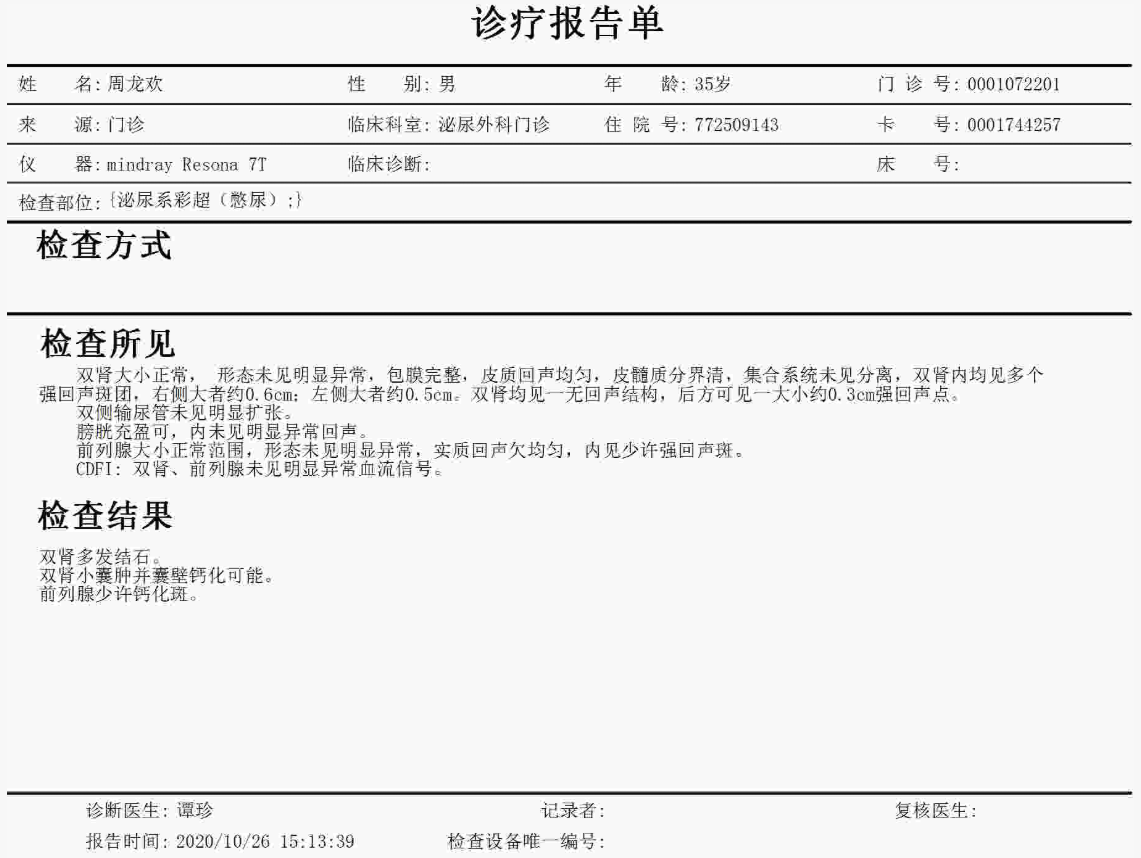 诊疗报告单
姓 名: 周龙欢 性 别: 男 年 龄: 35岁 门 诊 号: 0001072201
来 源: 门诊 临床科室: 泌尿外科门诊 住 院 号: 772509143 卡 号: 0001744257
仪 器: mindray Resona 7T 临床诊断: 床 号:
检查部位: {泌尿系彩超（憋尿）;}
检查方式
检查所见
双肾大小正常， 形态未见明显异常，包膜完整，皮质回声均匀，皮髓质分界清，集合系统未见分离，双肾内均见多个
强回声斑团，右侧大者约0.6cm；左侧大者约0.5cm。双肾均见一无回声结构，后方可见一大小约0.3cm强回声点。
双侧输尿管未见明显扩张。
膀胱充盈可，内未见明显异常回声。
前列腺大小正常范围，形态未见明显异常，实质回声欠均匀，内见少许强回声斑。
CDFI: 双肾、前列腺未见明显异常血流信号。
检查结果
双肾多发结石。
双肾小囊肿并囊壁钙化可能。
前列腺少许钙化斑。
诊断医生: 谭珍 记录者: 复核医生:
报告时间: 2020/10/26 15:13:39 检查设备唯一编号: